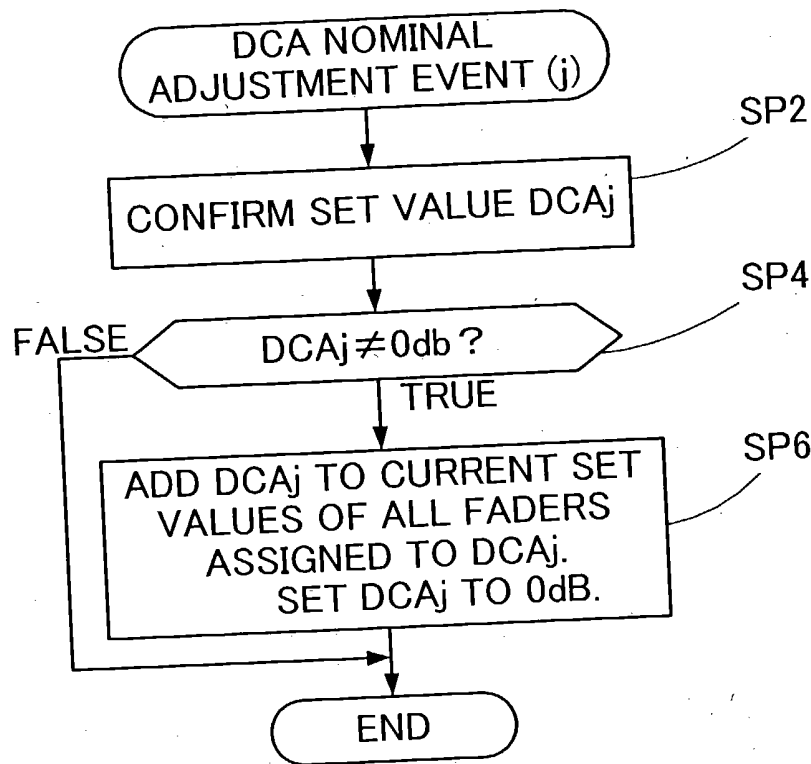 DCA NOMINAL
ADJUSTMENT EVENT (j)
SP2
CONFIRM SET VALUE DCAj
SP4
FALSE
DCAj≠0db?
TRUE
SP6
ADD DCAj TO CURRENT SET
VALUES OF ALL FADERS
ASSIGNED TO DCAj.
SET DCAj TO 0dB.
END